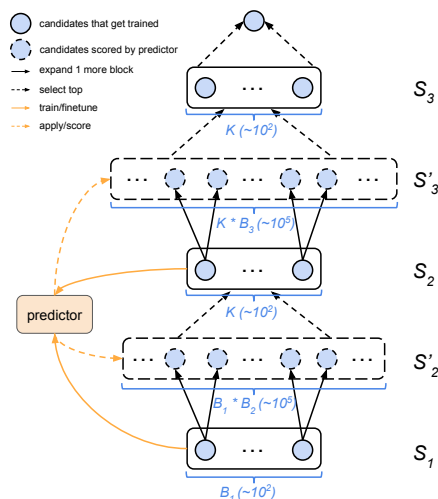 candidates that get trained
candidates scored by predictor
expand 1 more block
select top
train/finetune
apply/score
... S₃
K (~10²)
... ... ... S'₃
K * B₃ (~10⁵)
... S₂
K (~10²)
predictor
... ... ... S'₂
B₁ * B₂ (~10⁵)
... S₁
B₁ (~10²)